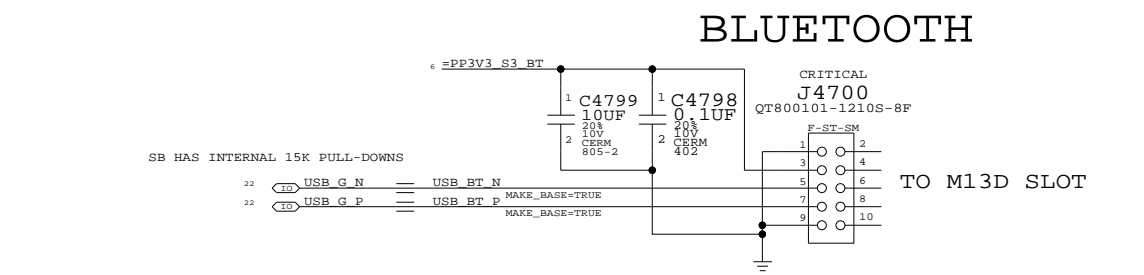 BLUETOOTH
6 =PP3V3_S3_BT
CRITICAL
J4700
QT800101-1210S-8F
F-ST-SM
1 C4799
10UF
20%
10V
2 CERM
805-2
1 C4798
0.1UF
20%
10V
2 CERM
402
1 2
3 4
5 6
7 8
9 10
SB HAS INTERNAL 15K PULL-DOWNS
22 IO USB_G_N USB_BT_N
MAKE_BASE=TRUE
22 IO USB_G_P USB_BT_P
MAKE_BASE=TRUE
TO M13D SLOT